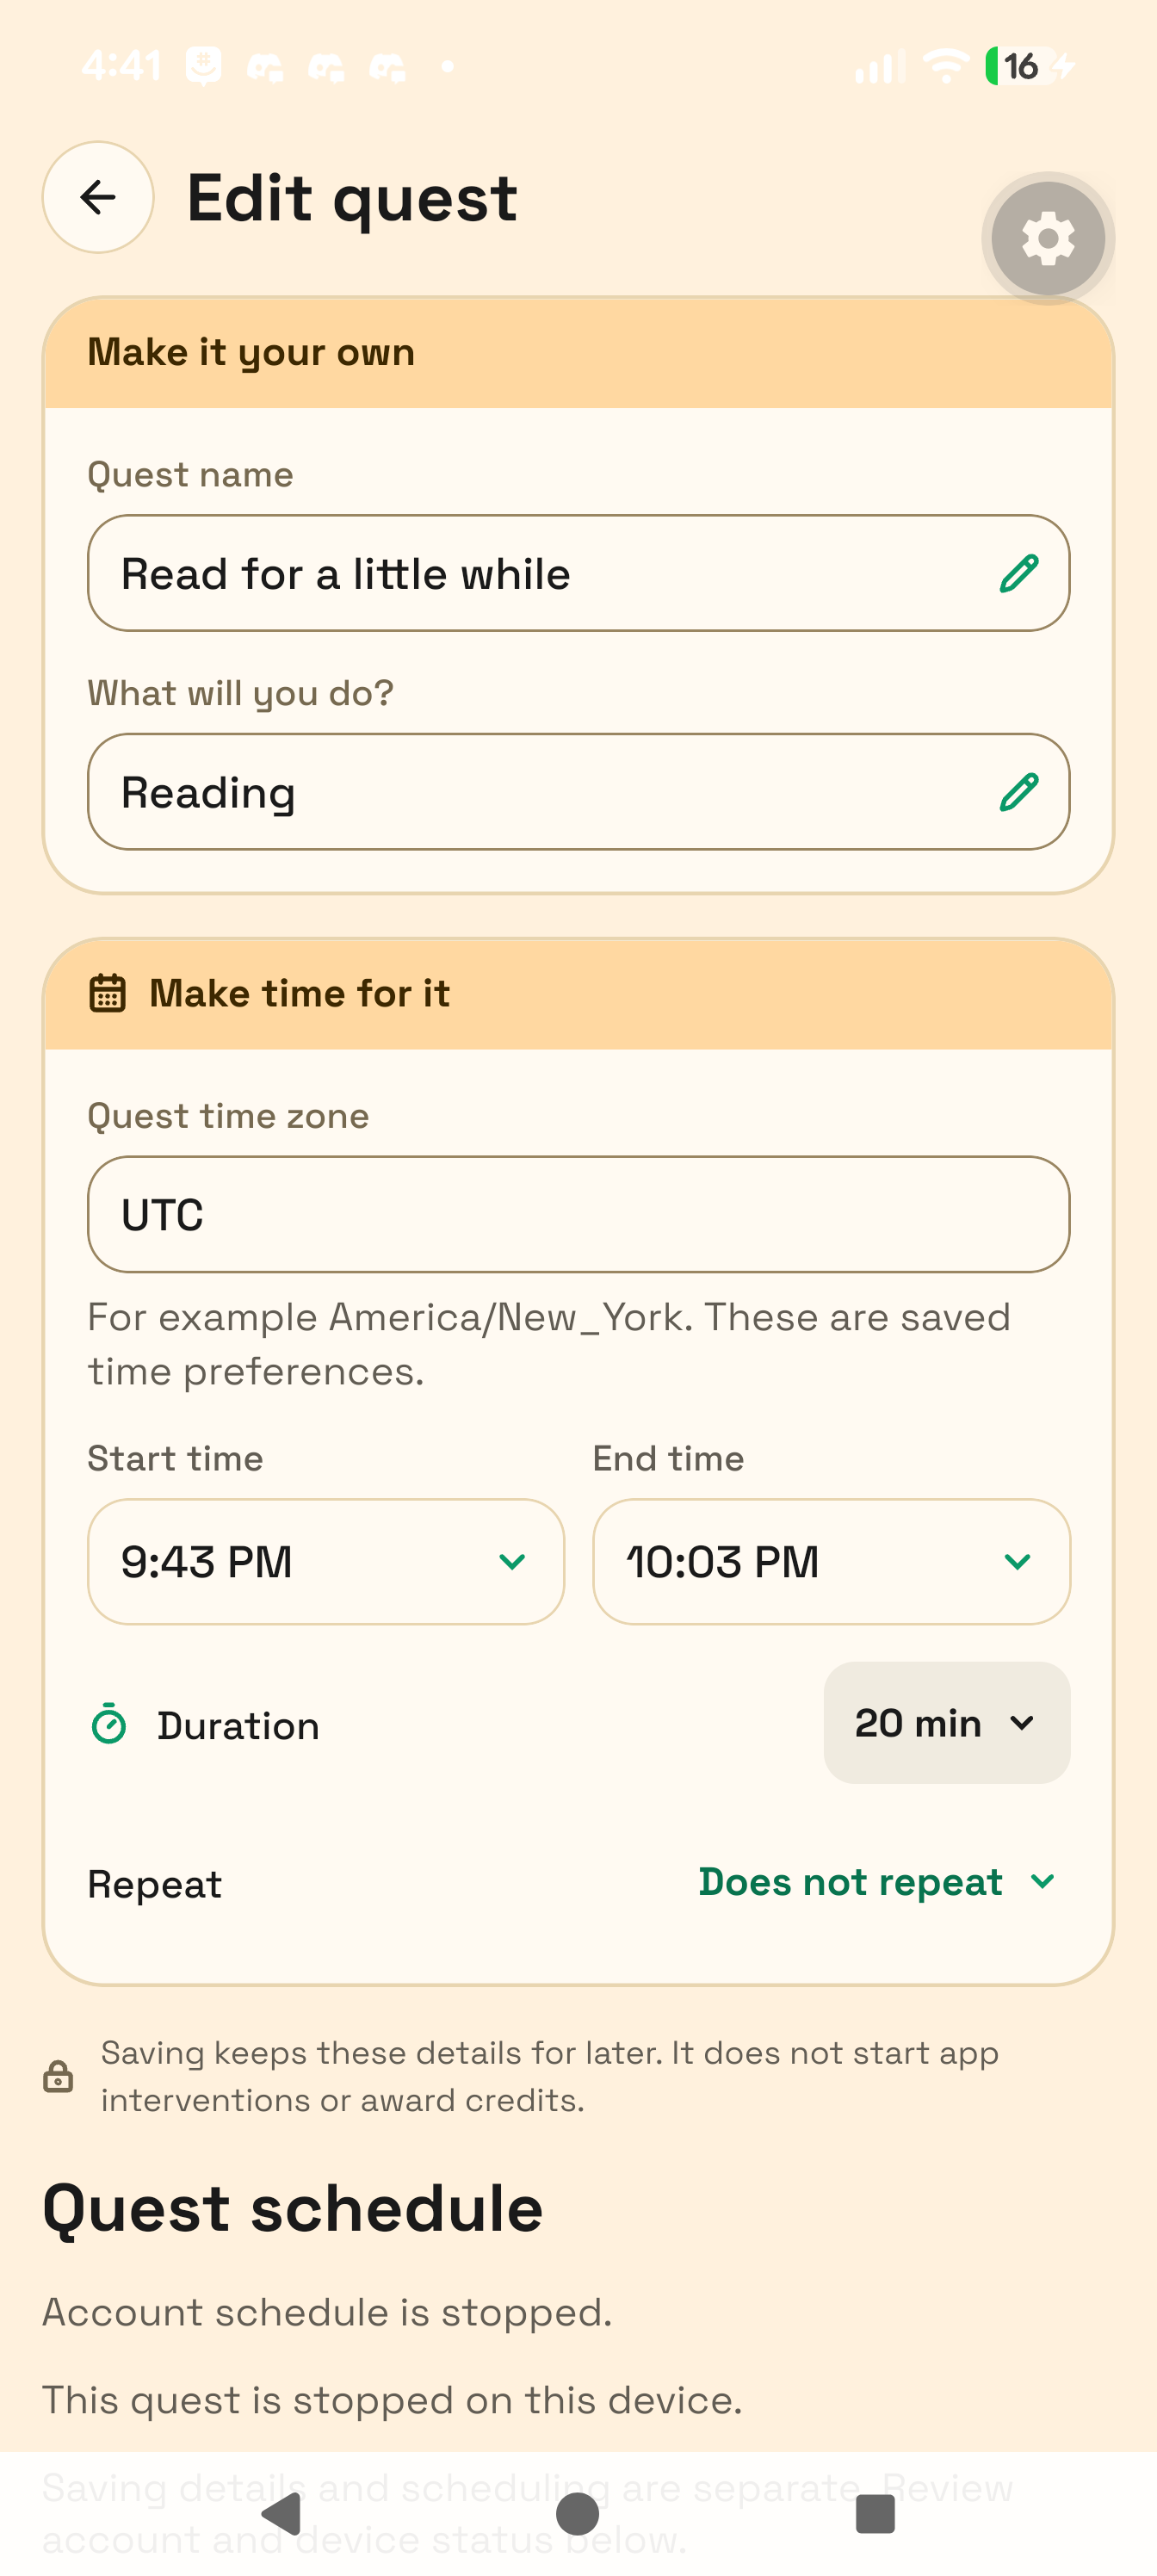 4:41
16
Edit quest
Make it your own
Quest name
Read for a little while
What will you do?
Reading
Make time for it
Quest time zone
UTC
For example America/New_York. These are saved
time preferences.
Start time
End time
9:43 PM
10:03 PM
Duration
20 min
Repeat
Does not repeat
Saving keeps these details for later. It does not start app
interventions or award credits.
Quest schedule
Account schedule is stopped.
This quest is stopped on this device.
Saving details and scheduling are separate. Review
account and device status below.